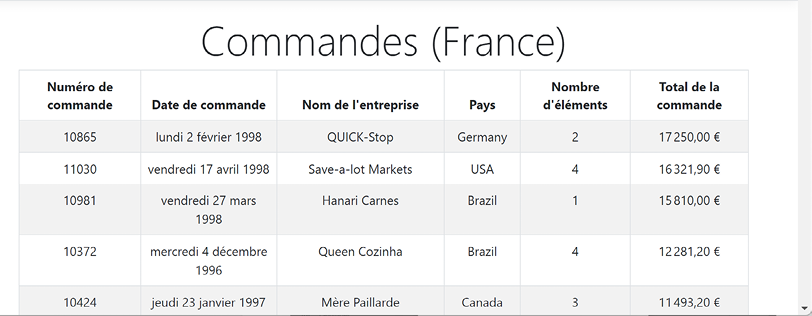 Commandes (France)
Numéro de commande Date de commande Nom de l'entreprise Pays Nombre d'éléments Total de la commande
10865 lundi 2 février 1998 QUICK-Stop Germany 2 17 250,00 €
11030 vendredi 17 avril 1998 Save-a-lot Markets USA 4 16 321,90 €
10981 vendredi 27 mars 1998 Hanari Carnes Brazil 1 15 810,00 €
10372 mercredi 4 décembre 1996 Queen Cozinha Brazil 4 12 281,20 €
10424 jeudi 23 janvier 1997 Mère Paillarde Canada 3 11 493,20 €